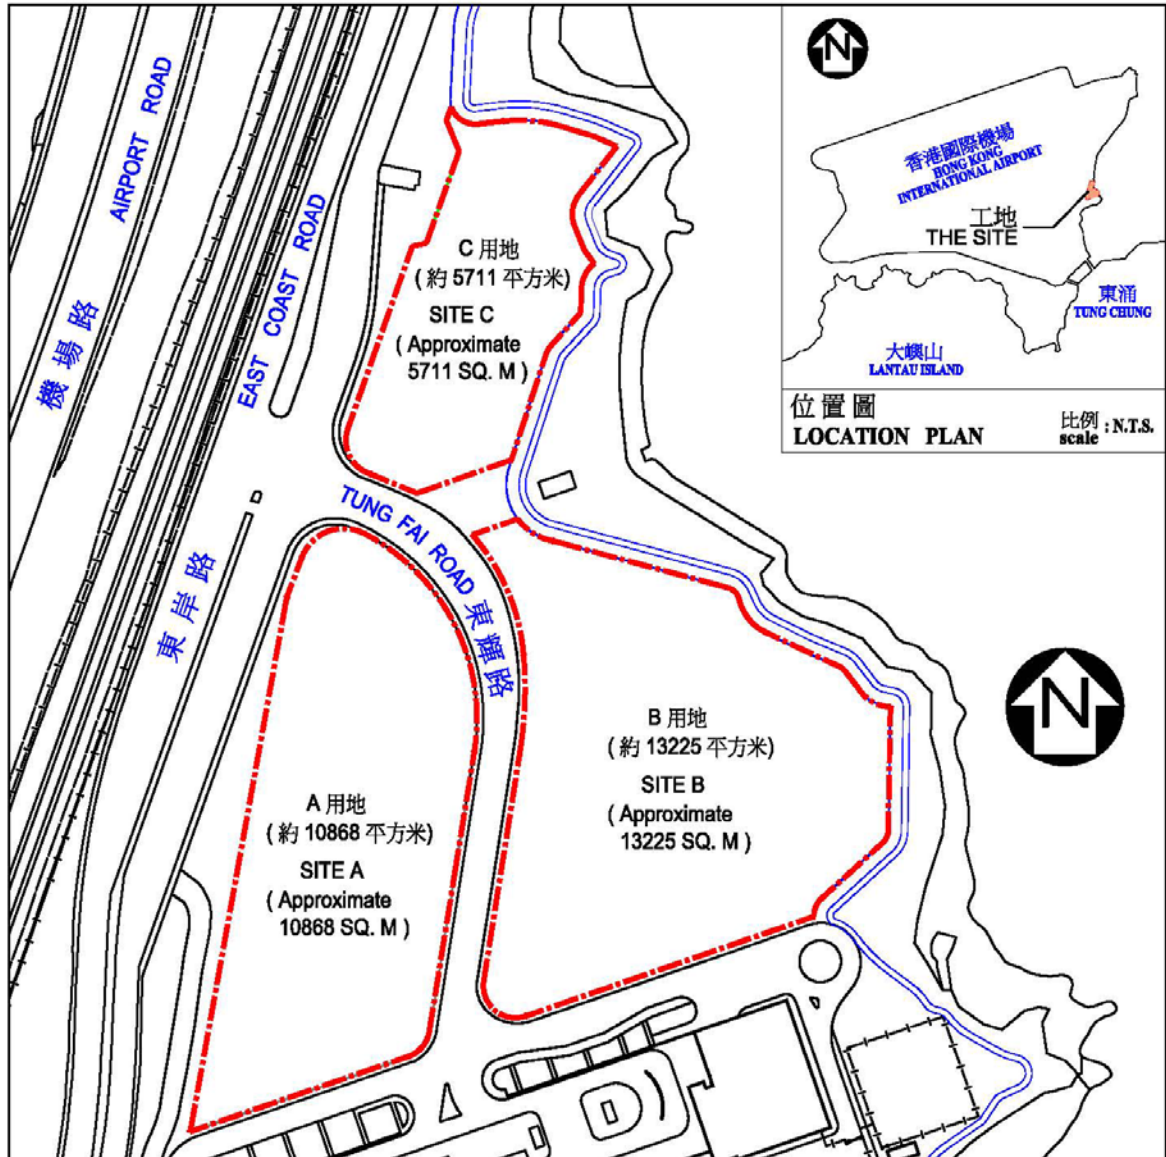 機場路
AIRPORT ROAD
東岸路
EAST COAST ROAD
C 用地
( 約 5711 平方米)
SITE C
( Approximate
5711 SQ. M )
TUNG FAI ROAD 東輝路
A 用地
( 約 10868 平方米)
SITE A
( Approximate
10868 SQ. M )
B 用地
( 約 13225 平方米)
SITE B
( Approximate
13225 SQ. M )
N
N
香港國際機場
HONG KONG
INTERNATIONAL AIRPORT
工地
THE SITE
東涌
TUNG CHUNG
大嶼山
LANTAU ISLAND
位置圖
LOCATION PLAN
比例
scale : N.T.S.